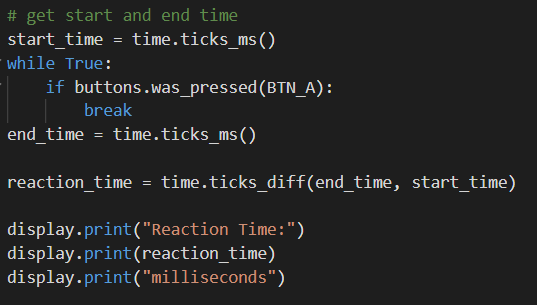 # get start and end time
start_time = time.ticks_ms()
while True:
    if buttons.was_pressed(BTN_A):
        break
end_time = time.ticks_ms()

reaction_time = time.ticks_diff(end_time, start_time)

display.print("Reaction Time:")
display.print(reaction_time)
display.print("milliseconds")